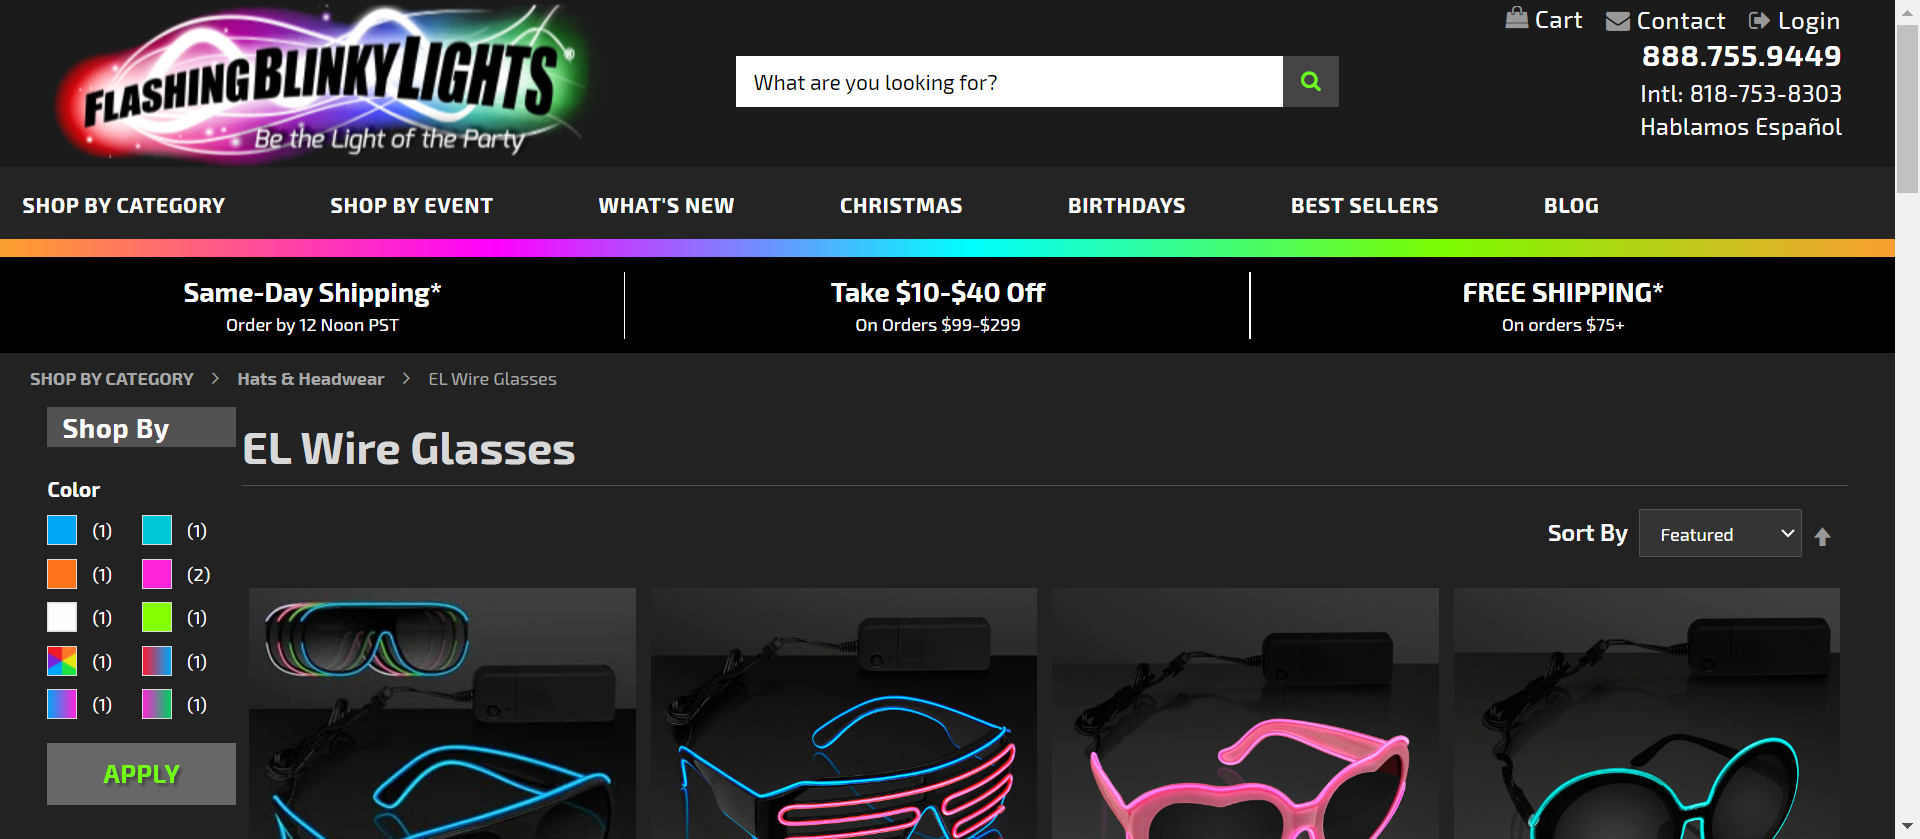 FLASHINGBLINKYLIGHTS
Be the Light of the Party
What are you looking for?
Cart
Contact
Login
888.755.9449
Intl: 818-753-8303
Hablamos Español
SHOP BY CATEGORY
SHOP BY EVENT
WHAT'S NEW
CHRISTMAS
BIRTHDAYS
BEST SELLERS
BLOG
Same-Day Shipping*
Order by 12 Noon PST
Take $10-$40 Off
On Orders $99-$299
FREE SHIPPING*
On orders $75+
SHOP BY CATEGORY > Hats & Headwear > EL Wire Glasses
Shop By
Color
(1) (1)
(1) (2)
(1) (1)
(1) (1)
(1) (1)
APPLY
EL Wire Glasses
Sort By Featured